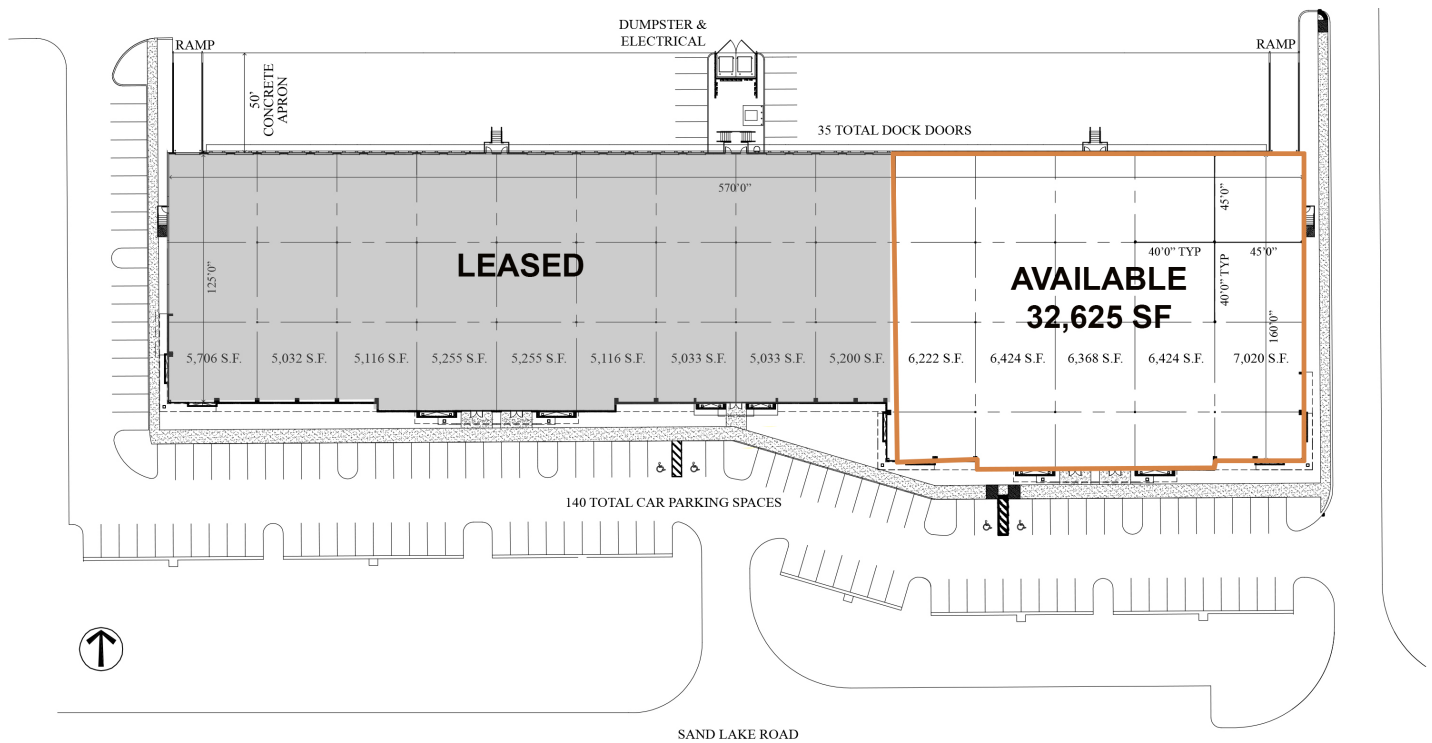 DUMPSTER &
ELECTRICAL
RAMP
RAMP
50'
CONCRETE
APRON
35 TOTAL DOCK DOORS
570'0"
45'0"
125'0"
LEASED
40'0" TYP
45'0"
40'0" TYP
AVAILABLE
32,625 SF
160'0"
5,706 S.F.
5,032 S.F.
5,116 S.F.
5,255 S.F.
5,255 S.F.
5,116 S.F.
5,033 S.F.
5,033 S.F.
5,200 S.F.
6,222 S.F.
6,424 S.F.
6,368 S.F.
6,424 S.F.
7,020 S.F.
140 TOTAL CAR PARKING SPACES
SAND LAKE ROAD